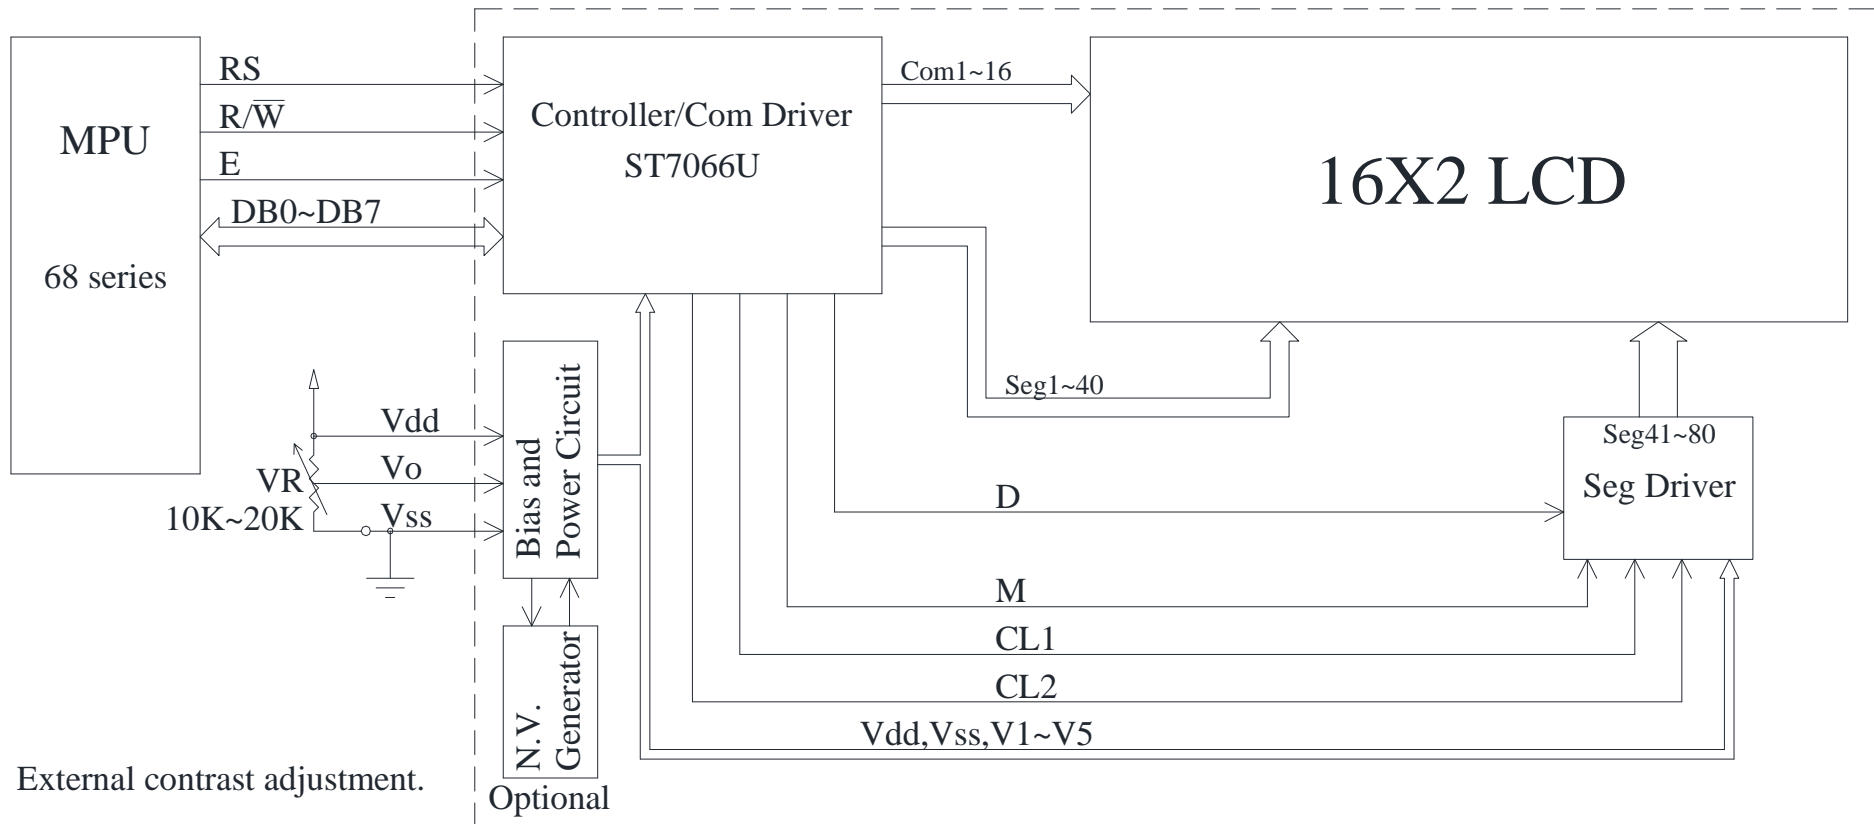 MPU
68 series
RS
R/W̅
E
DB0~DB7
Controller/Com Driver
ST7066U
Com1~16
16X2 LCD
Seg1~40
Seg41~80
Seg Driver
Vdd
Vo
Vss
VR
10K~20K
Bias and
Power Circuit
N.V.
Generator
Optional
D
M
CL1
CL2
Vdd,Vss,V1~V5
External contrast adjustment.